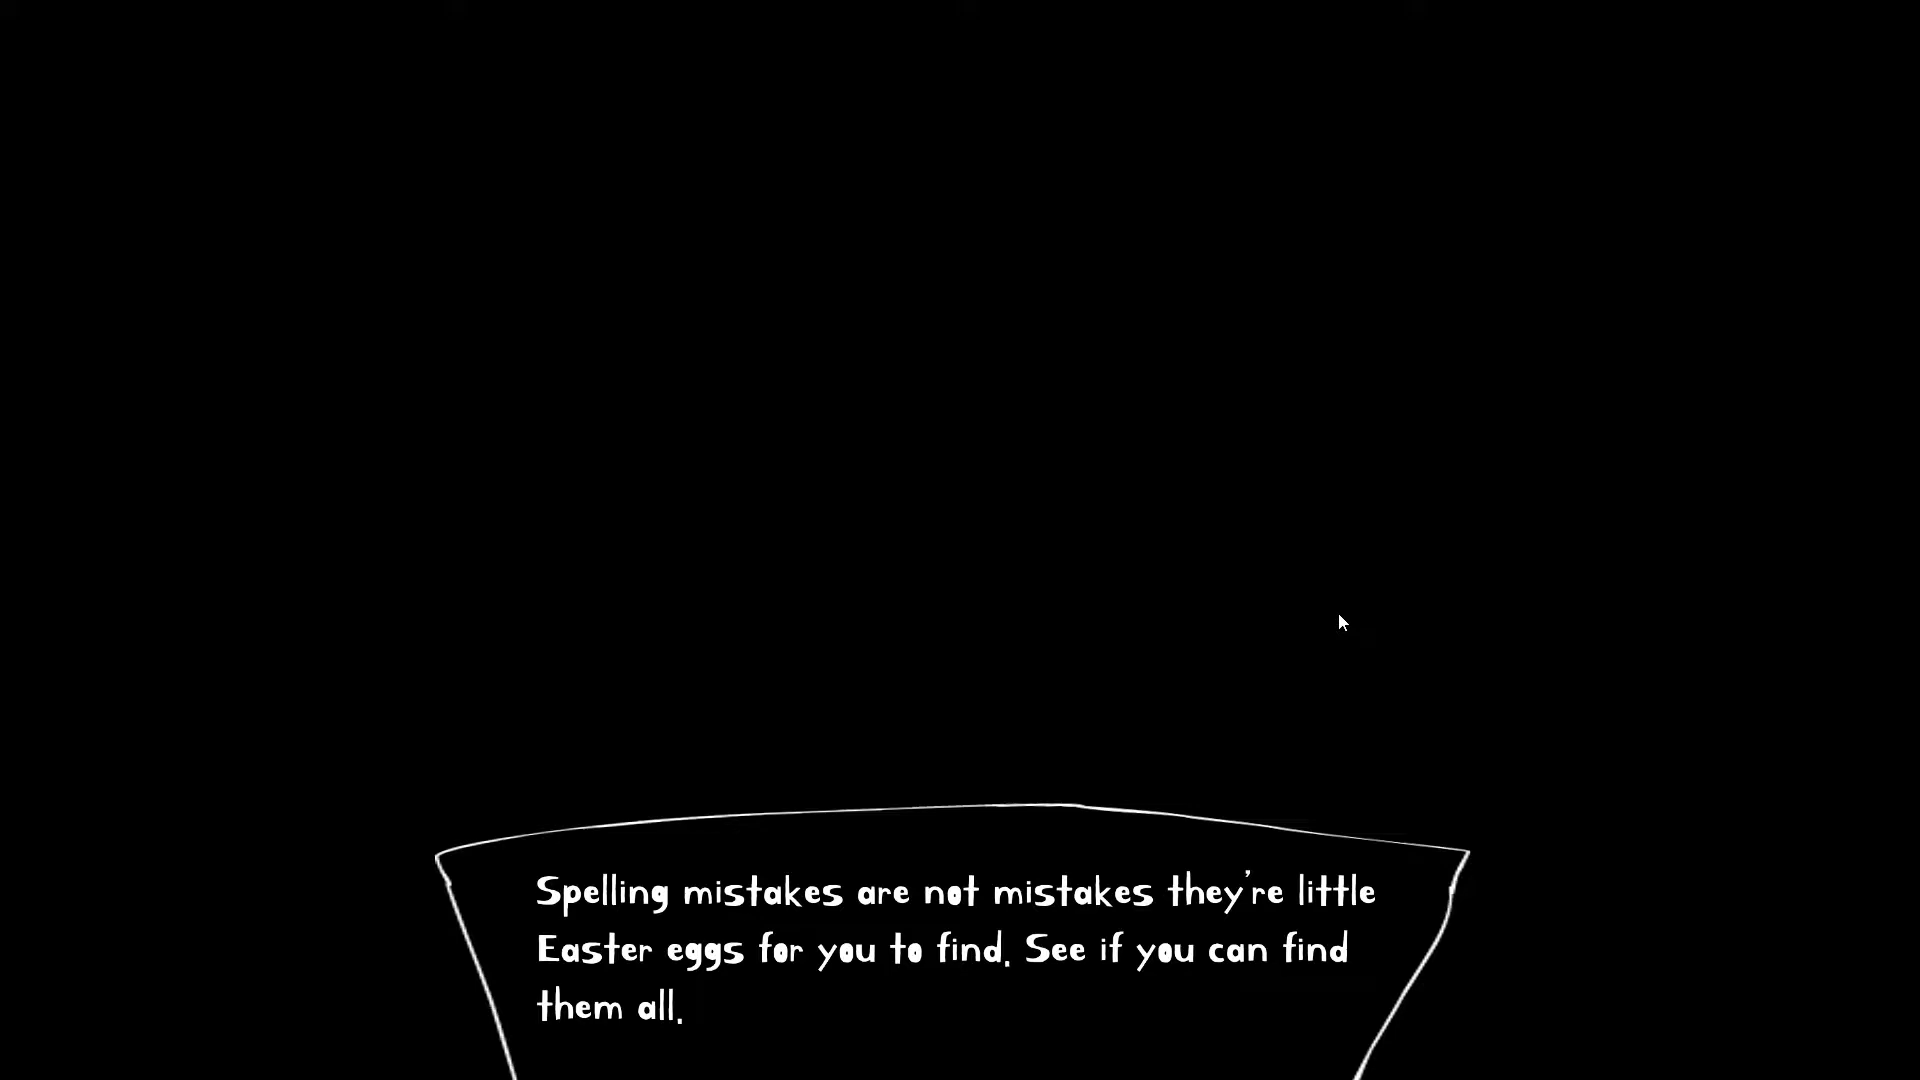 Spelling mistakes are not mistakes they're little
Easter eggs for you to find. See if you can find
them all.